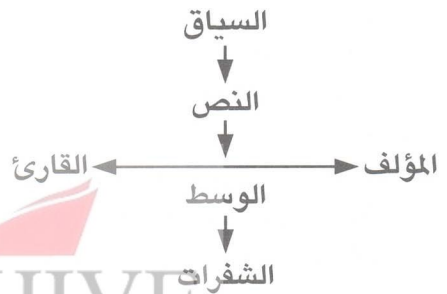 السياق
النص
المؤلف القارئ
الوسط
الشفرات